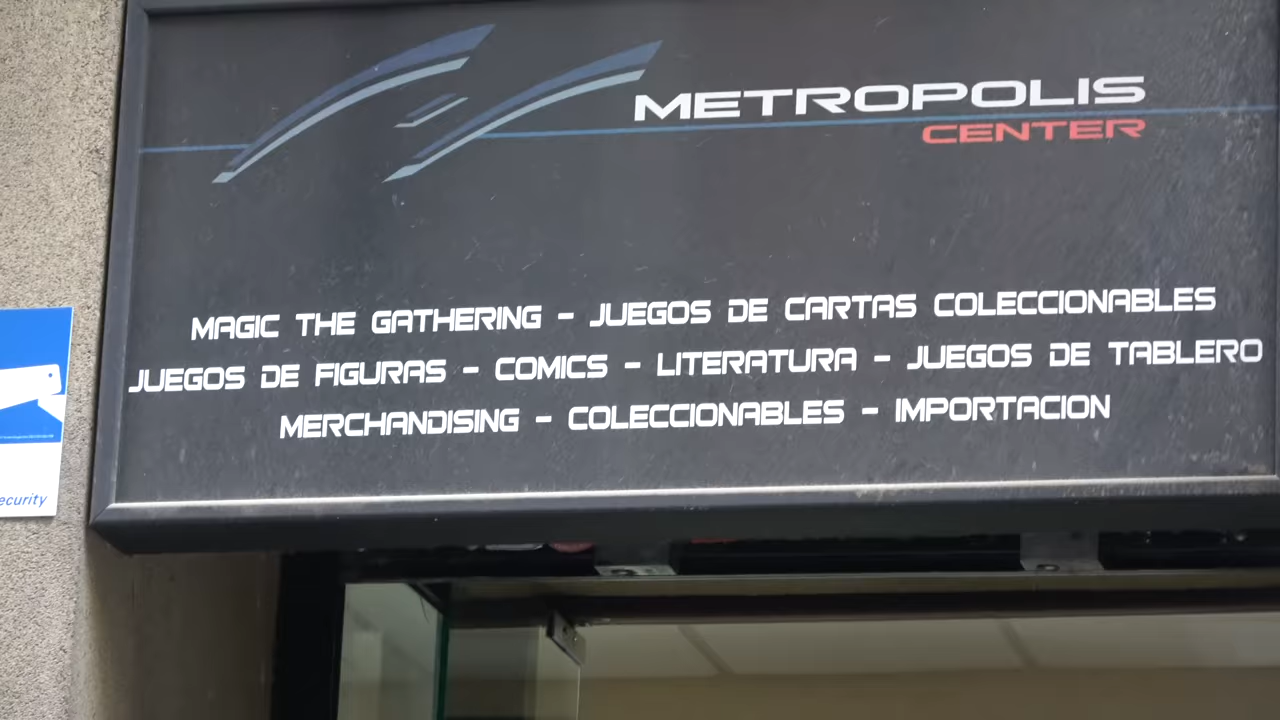 METROPOLIS
CENTER
MAGIC THE GATHERING - JUEGOS DE CARTAS COLECCIONABLES
JUEGOS DE FIGURAS - COMICS - LITERATURA - JUEGOS DE TABLERO
MERCHANDISING - COLECCIONABLES - IMPORTACION
ecurity